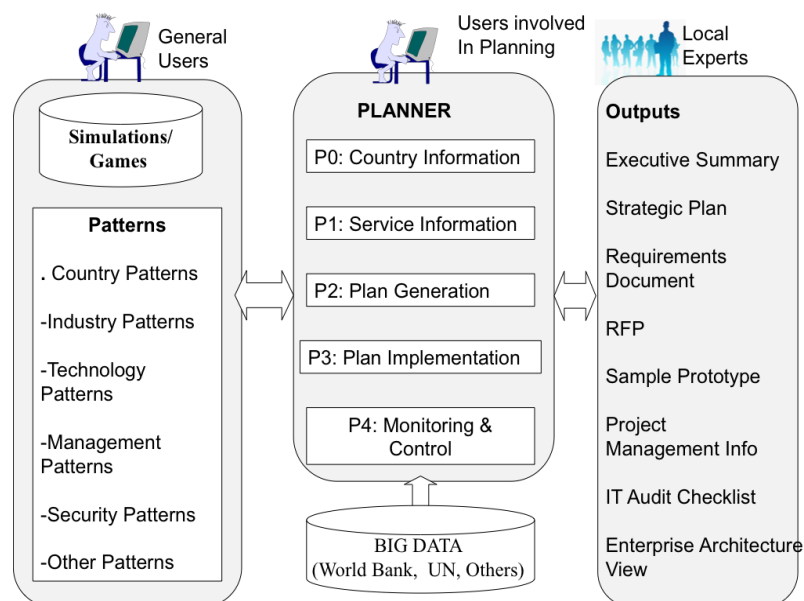 General
Users
Simulations/
Games
Patterns
. Country Patterns
-Industry Patterns
-Technology
Patterns
-Management
Patterns
-Security Patterns
-Other Patterns
Users involved
In Planning
PLANNER
P0: Country Information
P1: Service Information
P2: Plan Generation
P3: Plan Implementation
P4: Monitoring &
Control
BIG DATA
(World Bank, UN, Others)
Local
Experts
Outputs
Executive Summary
Strategic Plan
Requirements
Document
RFP
Sample Prototype
Project
Management Info
IT Audit Checklist
Enterprise Architecture
View